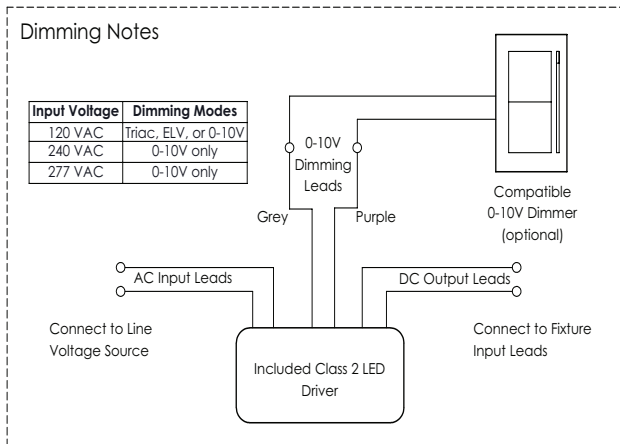 Dimming Notes
Input Voltage Dimming Modes
120 VAC Triac, ELV, or 0-10V
240 VAC 0-10V only
277 VAC 0-10V only
0-10V
Dimming
Leads
Grey
Purple
Compatible
0-10V Dimmer
(optional)
AC Input Leads
DC Output Leads
Connect to Line
Voltage Source
Connect to Fixture
Input Leads
Included Class 2 LED
Driver